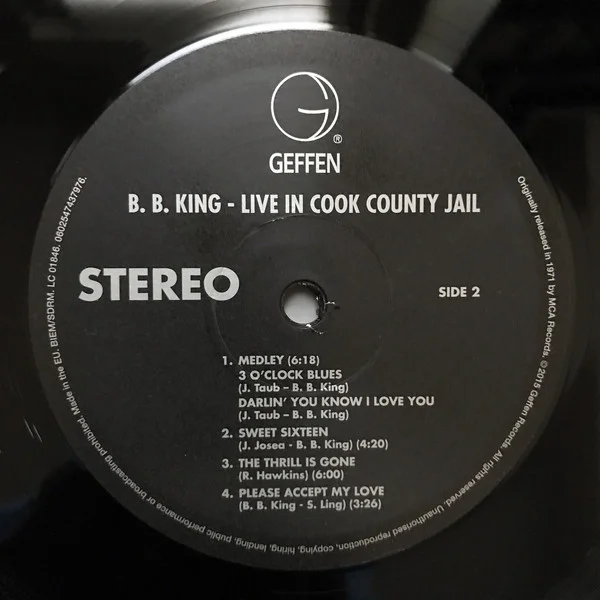 G
®
GEFFEN
B. B. KING - LIVE IN COOK COUNTY JAIL
STEREO
SIDE 2
1. MEDLEY (6:18)
3 O'CLOCK BLUES
(J. Taub – B. B. King)
DARLIN' YOU KNOW I LOVE YOU
(J. Taub – B. B. King)
2. SWEET SIXTEEN
(J. Josea - B. B. King) (4:20)
3. THE THRILL IS GONE
(R. Hawkins) (6:00)
4. PLEASE ACCEPT MY LOVE
(B. B. King - S. Ling) (3:26)
Originally released in 1971 by MCA Records. ℗2015 Geffen Records. All rights reserved. Unauthorised reproduction, copying, hiring, lending, public performance or broadcasting prohibited. Made in the EU. BIEM/SDRM. LC 01846. 0602547437976.